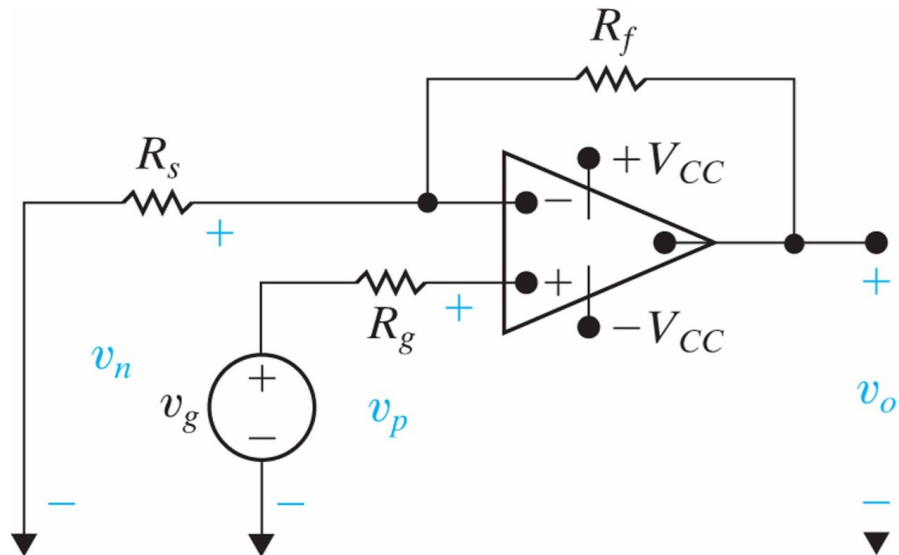 R_f
R_s
+V_CC
−
+
+
+
+
R_g
−V_CC
v_n
+
v_g
v_p
v_o
−
−
−
−